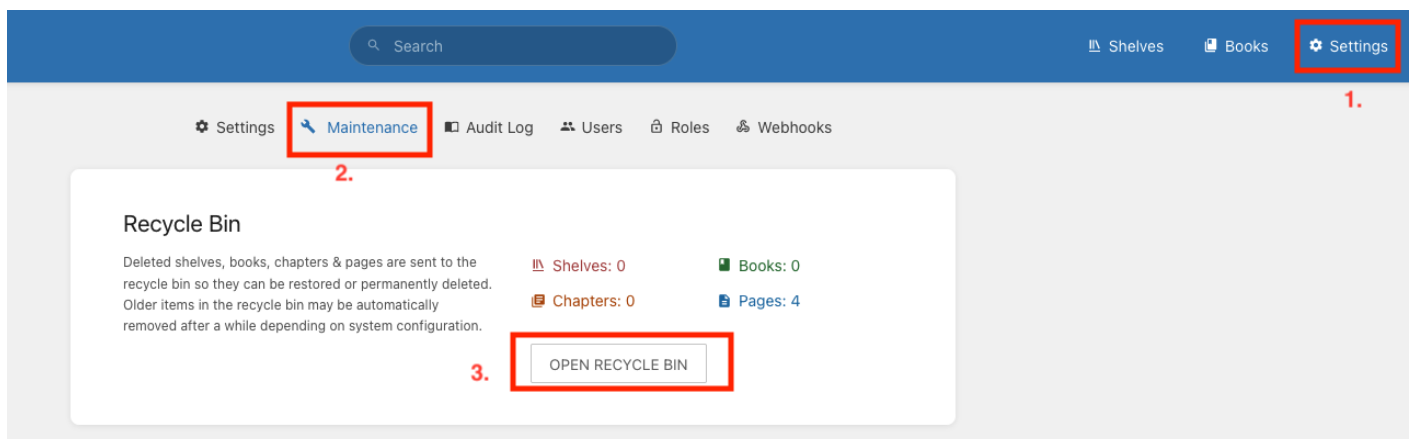 Search
Shelves
Books
Settings
1.
Settings
Maintenance
Audit Log
Users
Roles
Webhooks
2.
Recycle Bin
Deleted shelves, books, chapters & pages are sent to the
recycle bin so they can be restored or permanently deleted.
Older items in the recycle bin may be automatically
removed after a while depending on system configuration.
Shelves: 0
Books: 0
Chapters: 0
Pages: 4
3.
OPEN RECYCLE BIN